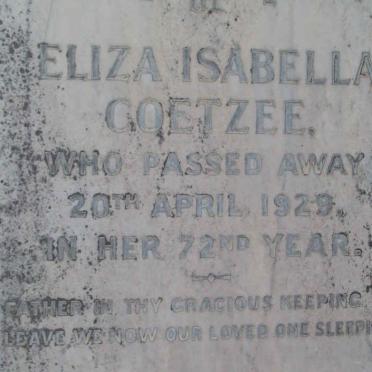 ELIZA ISABELLA
COETZEE.
WHO PASSED AWAY
20TH APRIL, 1929.
IN HER 72ND YEAR.
FATHER IN THY GRACIOUS KEEPING
LEAVE WE NOW OUR LOVED ONE SLEEPI